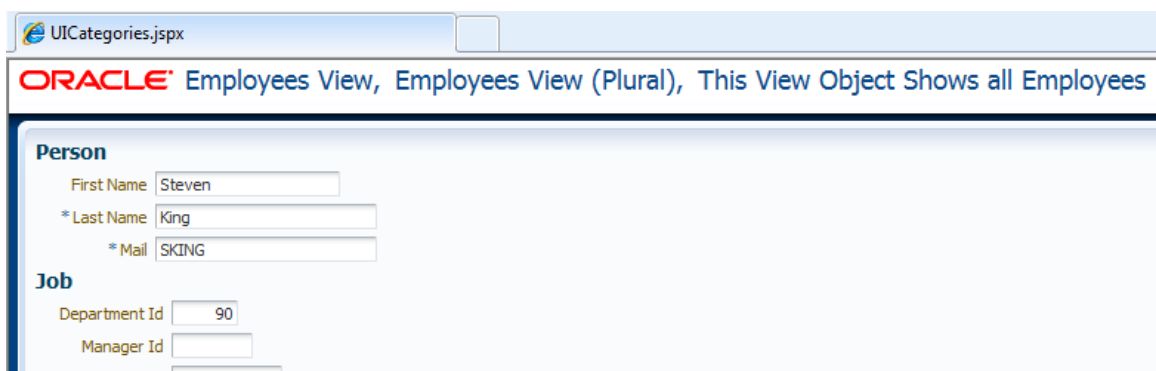 UICategories.jspx
ORACLE Employees View, Employees View (Plural), This View Object Shows all Employees
Person
First Name Steven
* Last Name King
* Mail SKING
Job
Department Id 90
Manager Id